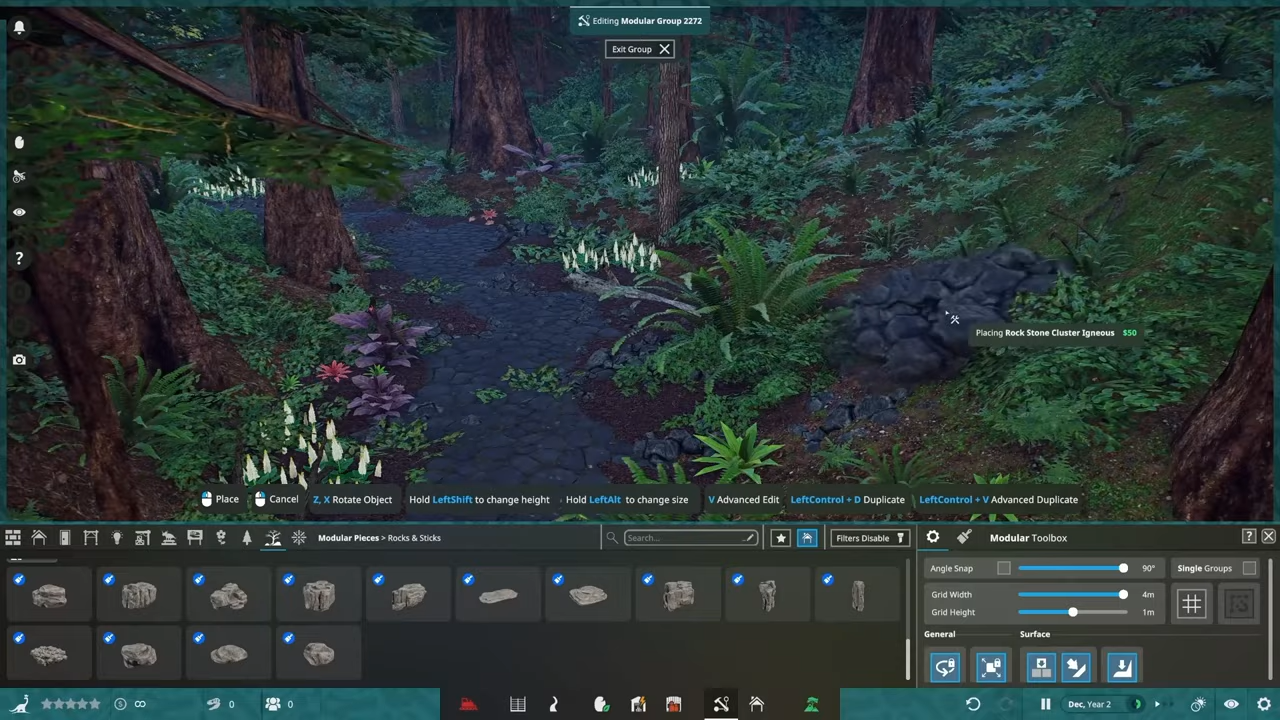 Editing Modular Group 2272
Exit Group
?
Placing Rock Stone Cluster Igneous $50
Place
Cancel
Z, X Rotate Object
Hold LeftShift to change height
Hold LeftAlt to change size
V Advanced Edit
LeftControl + D Duplicate
LeftControl + V Advanced Duplicate
Modular Pieces > Rocks & Sticks
Search...
Filters Disable
Modular Toolbox
?
Angle Snap
90°
Single Groups
Grid Width
4m
Grid Height
1m
General
Surface
∞
0
0
Dec, Year 2